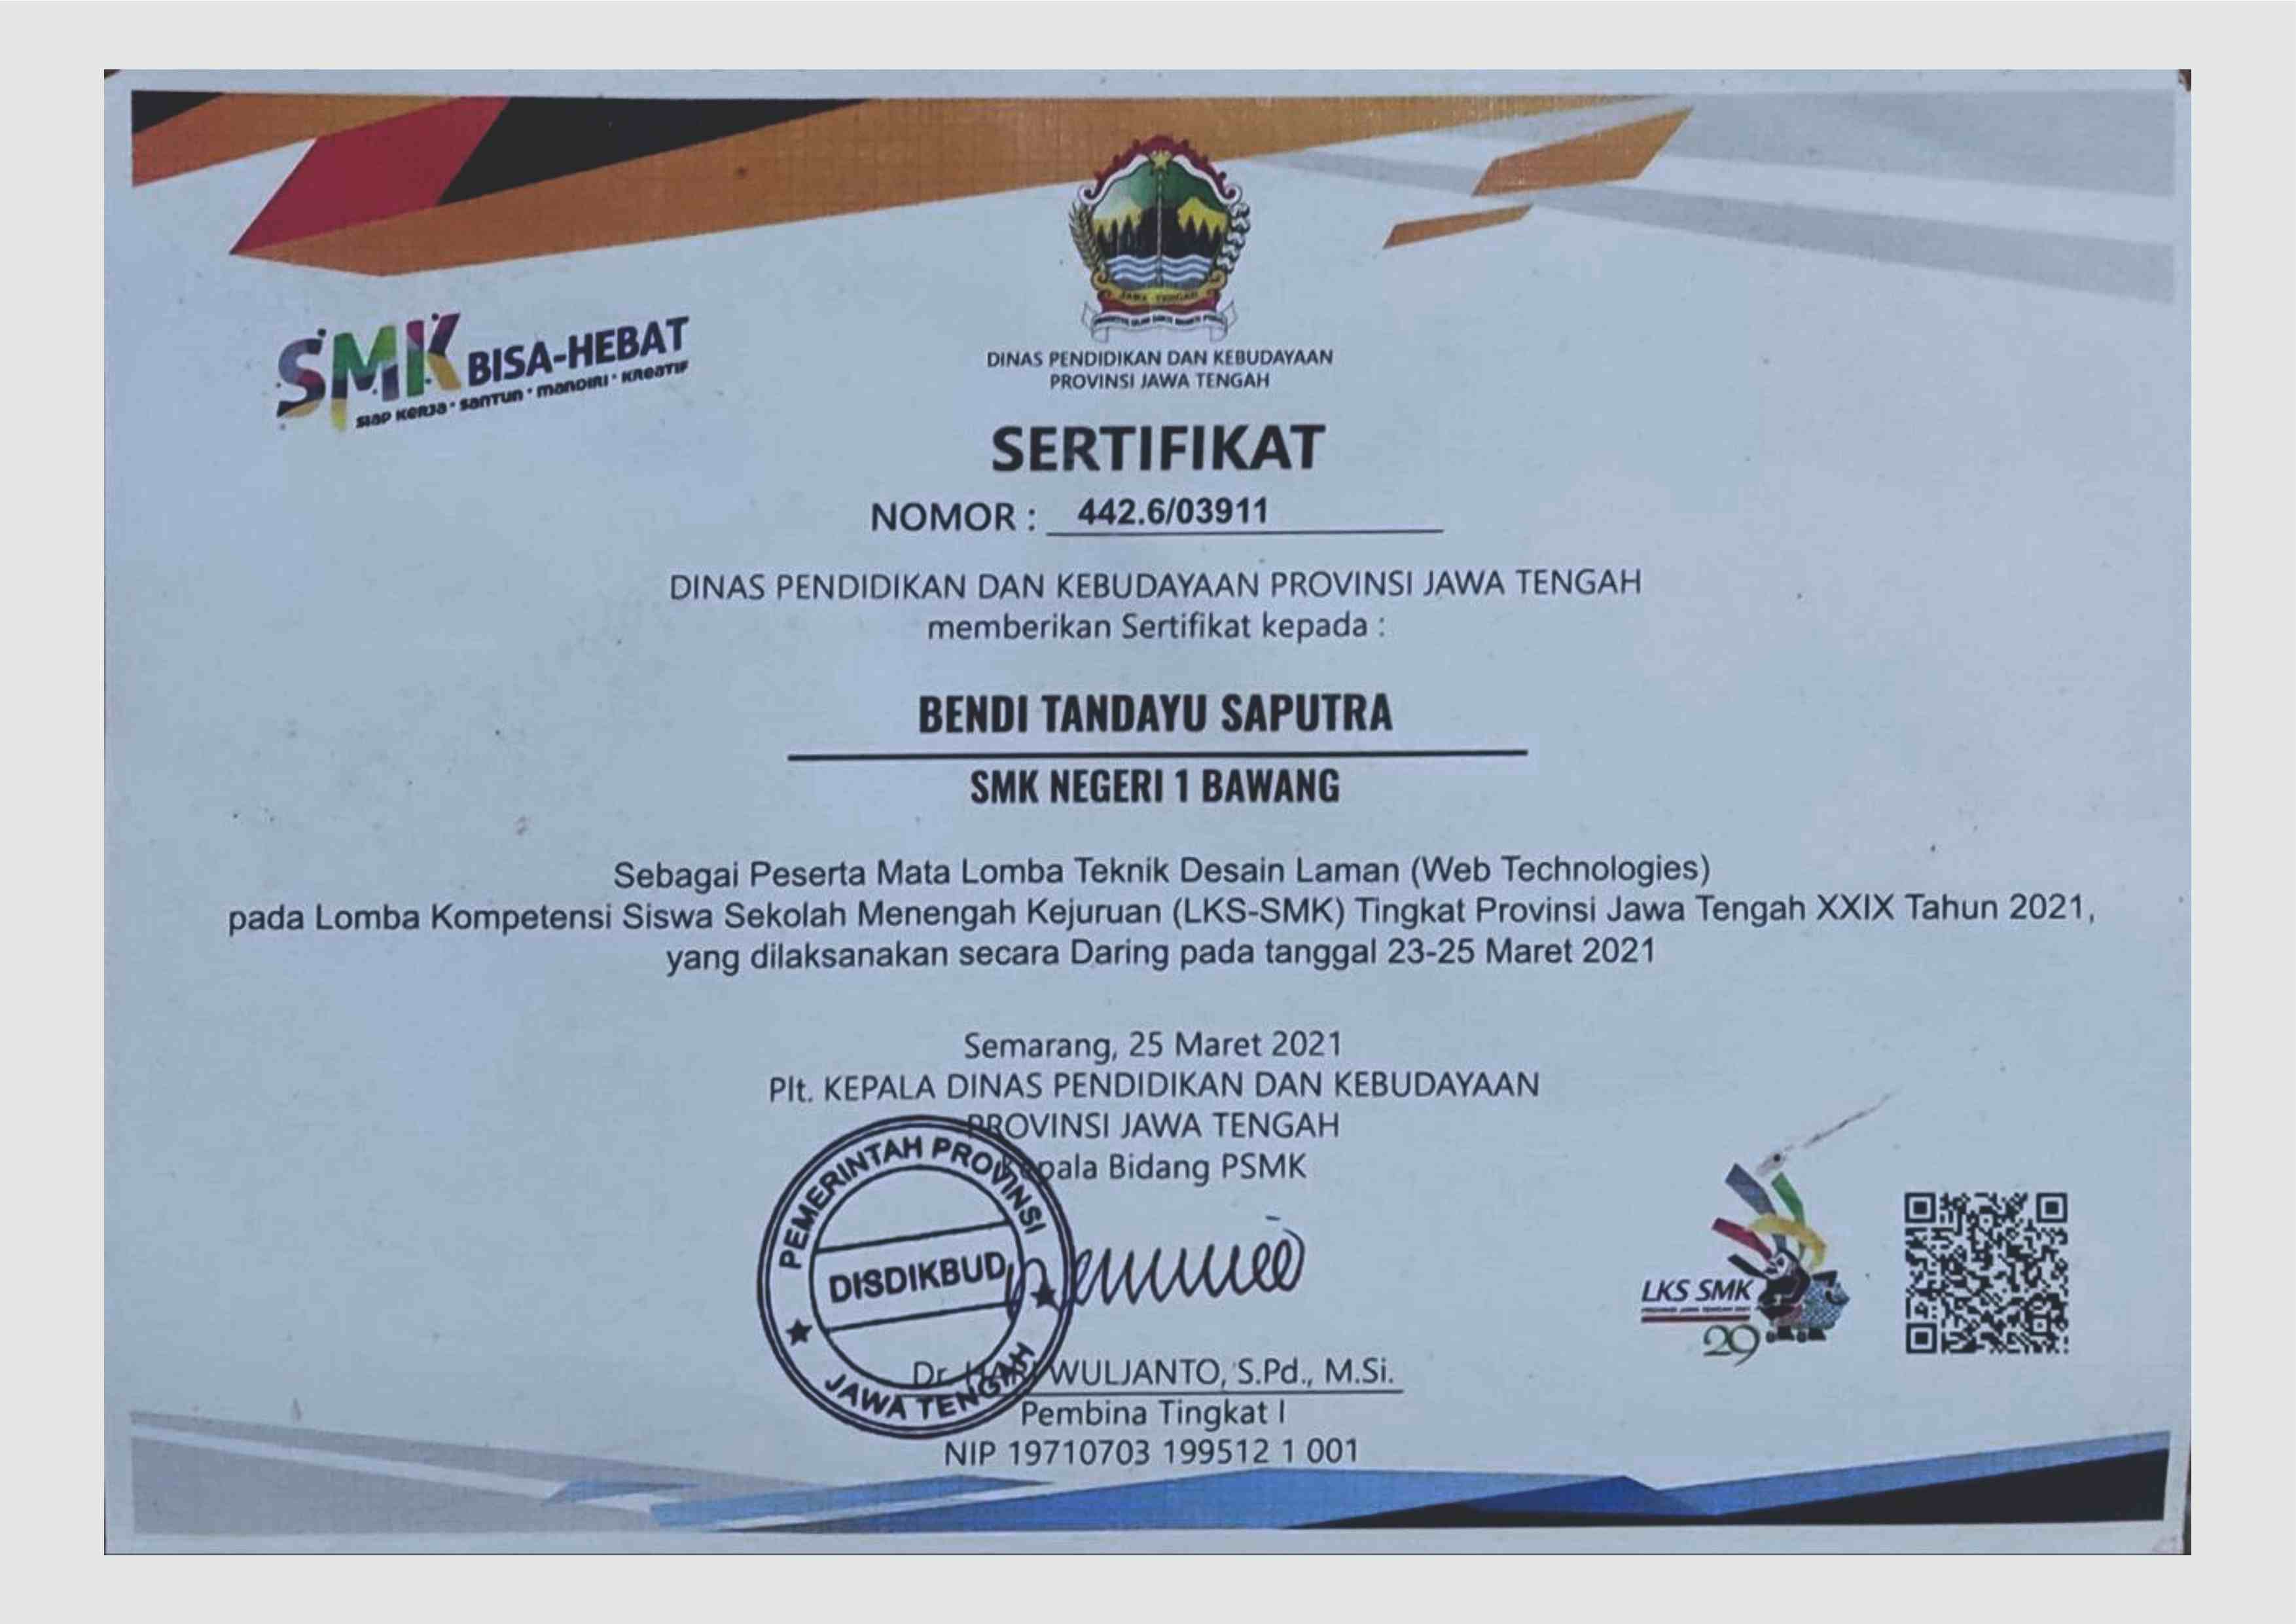 SMK BISA-HEBAT
SIAP KERJA • SANTUN • MANDIRI • KREATIF
JAWA TENGAH
DINAS PENDIDIKAN DAN KEBUDAYAAN
PROVINSI JAWA TENGAH
SERTIFIKAT
NOMOR : 442.6/03911
DINAS PENDIDIKAN DAN KEBUDAYAAN PROVINSI JAWA TENGAH
memberikan Sertifikat kepada :
BENDI TANDAYU SAPUTRA
SMK NEGERI 1 BAWANG
Sebagai Peserta Mata Lomba Teknik Desain Laman (Web Technologies)
pada Lomba Kompetensi Siswa Sekolah Menengah Kejuruan (LKS-SMK) Tingkat Provinsi Jawa Tengah XXIX Tahun 2021,
yang dilaksanakan secara Daring pada tanggal 23-25 Maret 2021
Semarang, 25 Maret 2021
Plt. KEPALA DINAS PENDIDIKAN DAN KEBUDAYAAN
PROVINSI JAWA TENGAH
Bidang PSMK
PEMERINTAH PROVINSI
DISDIKBUD
JAWA TENGAH
Dr. WULJANTO, S.Pd., M.Si.
Pembina Tingkat I
NIP 19710703 199512 1 001
LKS SMK
29